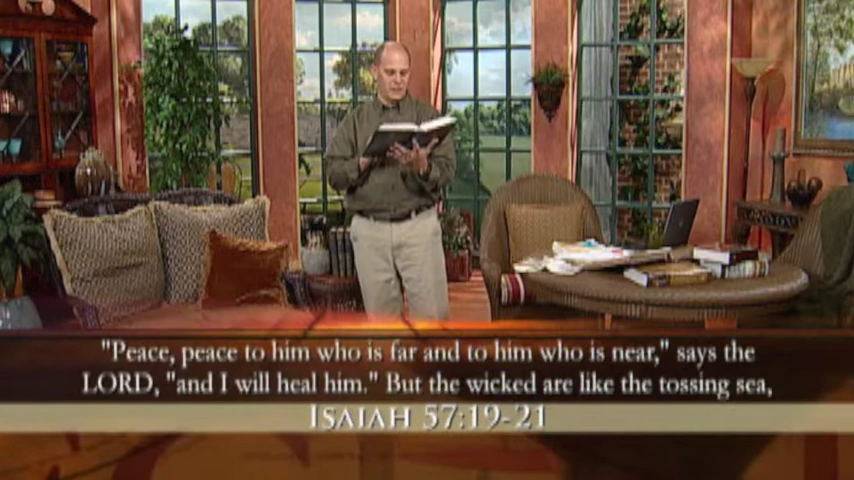 "Peace, peace to him who is far and to him who is near," says the
LORD, "and I will heal him." But the wicked are like the tossing sea,
ISAIAH 57:19-21